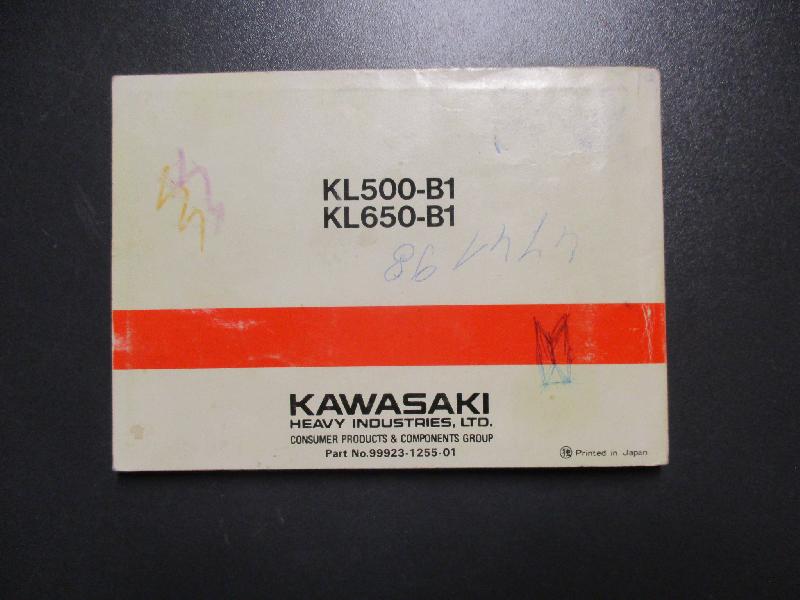 KL500-B1
KL650-B1
KAWASAKI
HEAVY INDUSTRIES, LTD.
CONSUMER PRODUCTS & COMPONENTS GROUP
Part No.99923-1255-01
Printed in Japan